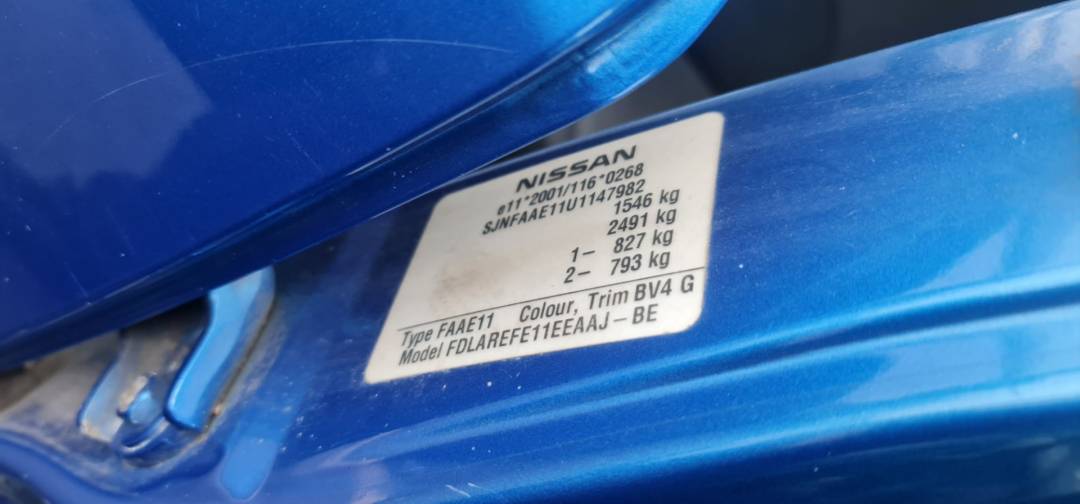 NISSAN
e11*2001/116*0268
SJNFAAE11U1147982
1546 kg
2491 kg
1- 827 kg
2- 793 kg
Type FAAE11 Colour, Trim BV4 G
Model FDLAREFE11EEAAJ-BE